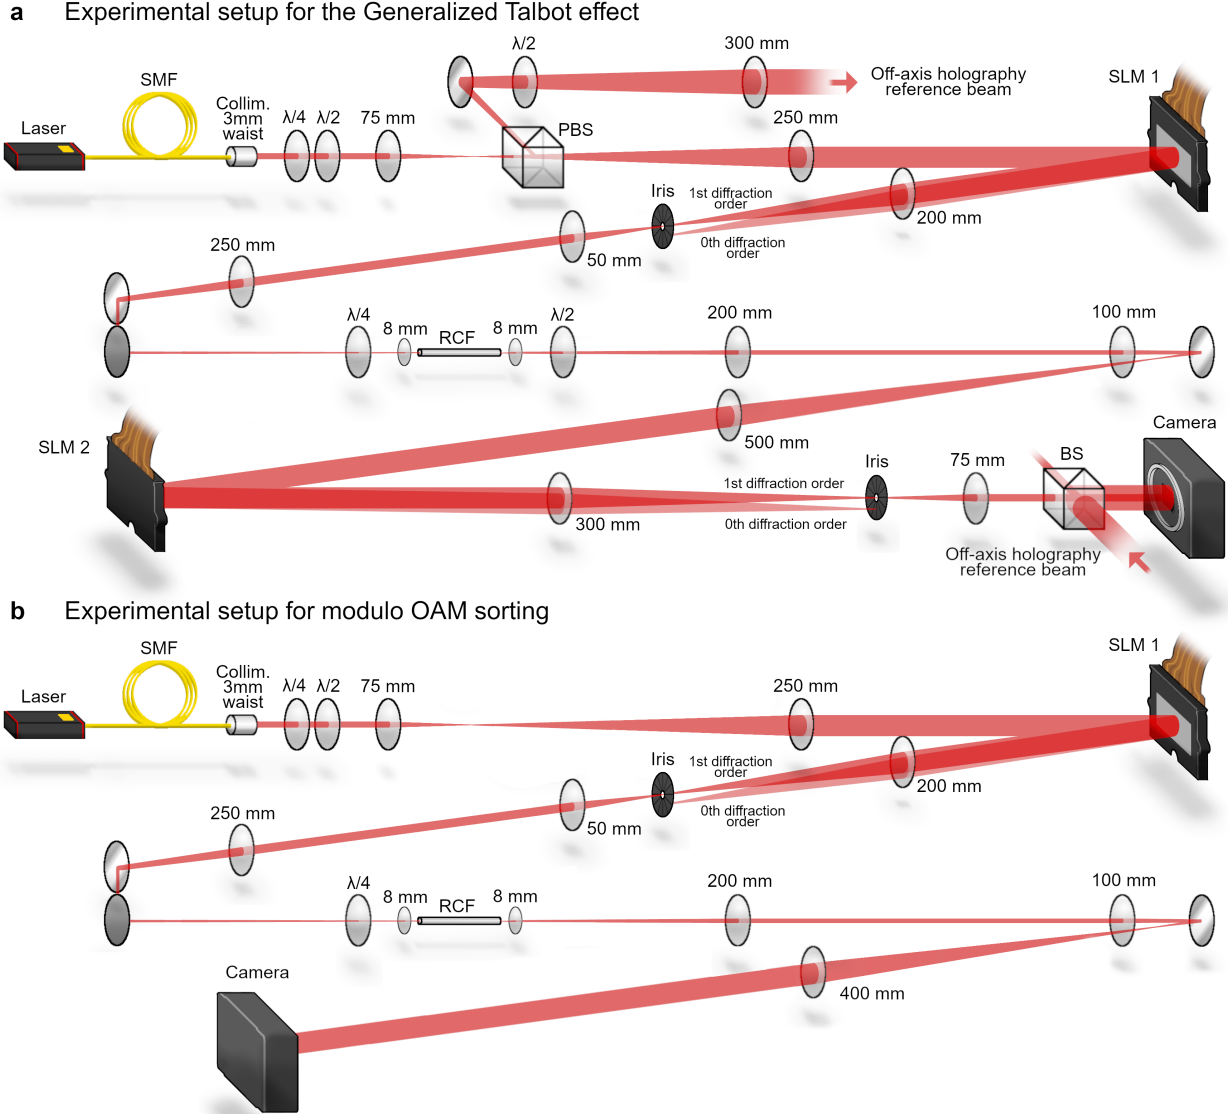 a Experimental setup for the Generalized Talbot effect
λ/2
300 mm
SMF
SLM 1
Off-axis holography
reference beam
Collim.
3mm
waist
Laser
λ/4
λ/2
75 mm
PBS
250 mm
Iris
1st diffraction
order
200 mm
0th diffraction
order
250 mm
50 mm
λ/4
8 mm
RCF
8 mm
λ/2
200 mm
100 mm
SLM 2
500 mm
Camera
Iris
75 mm
BS
1st diffraction order
300 mm
0th diffraction order
Off-axis holography
reference beam
b Experimental setup for modulo OAM sorting
SMF
SLM 1
Collim.
3mm
waist
Laser
λ/4
λ/2
75 mm
250 mm
Iris
1st diffraction
order
200 mm
0th diffraction
order
250 mm
50 mm
λ/4
8 mm
RCF
8 mm
200 mm
100 mm
Camera
400 mm